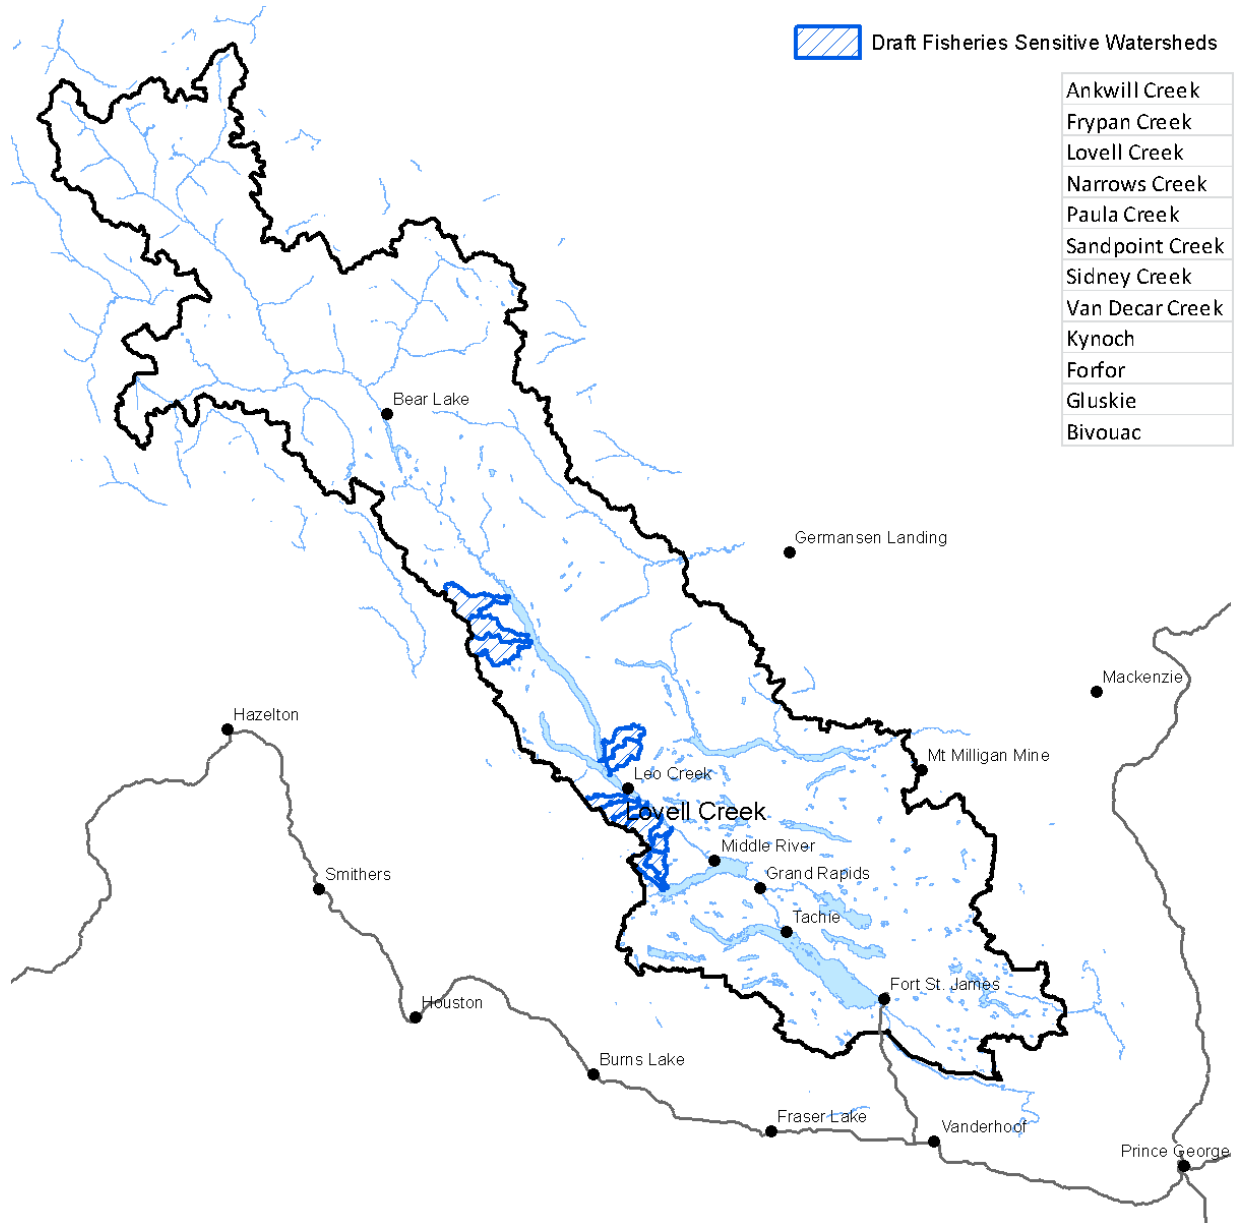 Draft Fisheries Sensitive Watersheds
Ankwill Creek
Frypan Creek
Lovell Creek
Narrows Creek
Paula Creek
Sandpoint Creek
Sidney Creek
Van Decar Creek
Kynoch
Forfor
Gluskie
Bivouac
Bear Lake
Germansen Landing
Mackenzie
Hazelton
Mt Milligan Mine
Leo Creek
Lovell Creek
Middle River
Grand Rapids
Smithers
Tachie
Fort St. James
Houston
Burns Lake
Fraser Lake
Vanderhoof
Prince George